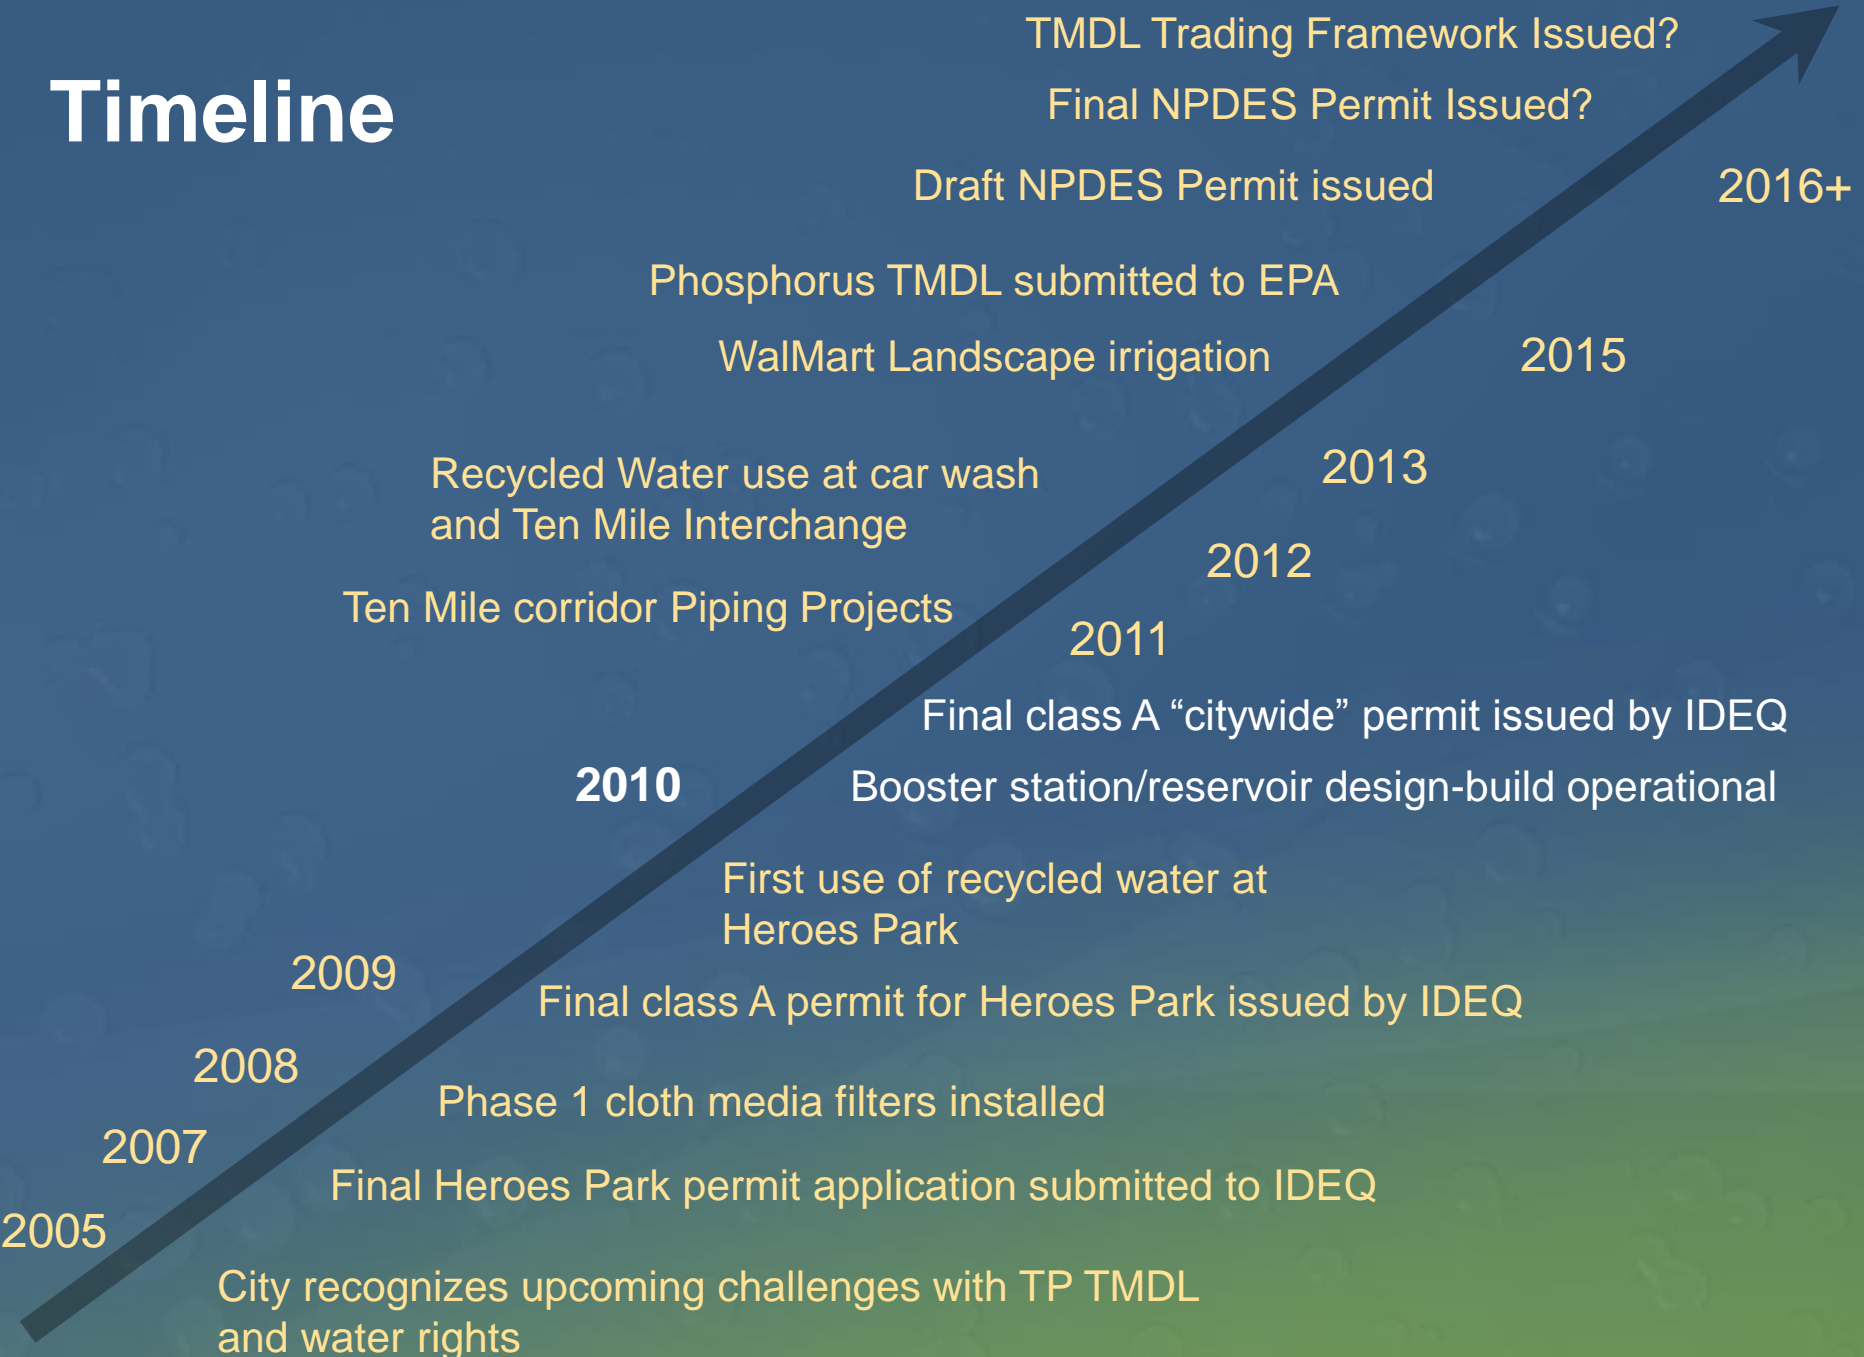 Timeline
TMDL Trading Framework Issued?
Final NPDES Permit Issued?
Draft NPDES Permit issued
2016+
Phosphorus TMDL submitted to EPA
WalMart Landscape irrigation
2015
Recycled Water use at car wash
and Ten Mile Interchange
2013
2012
Ten Mile corridor Piping Projects
2011
Final class A “citywide” permit issued by IDEQ
2010
Booster station/reservoir design-build operational
First use of recycled water at
Heroes Park
2009
Final class A permit for Heroes Park issued by IDEQ
2008
Phase 1 cloth media filters installed
2007
Final Heroes Park permit application submitted to IDEQ
2005
City recognizes upcoming challenges with TP TMDL
and water rights